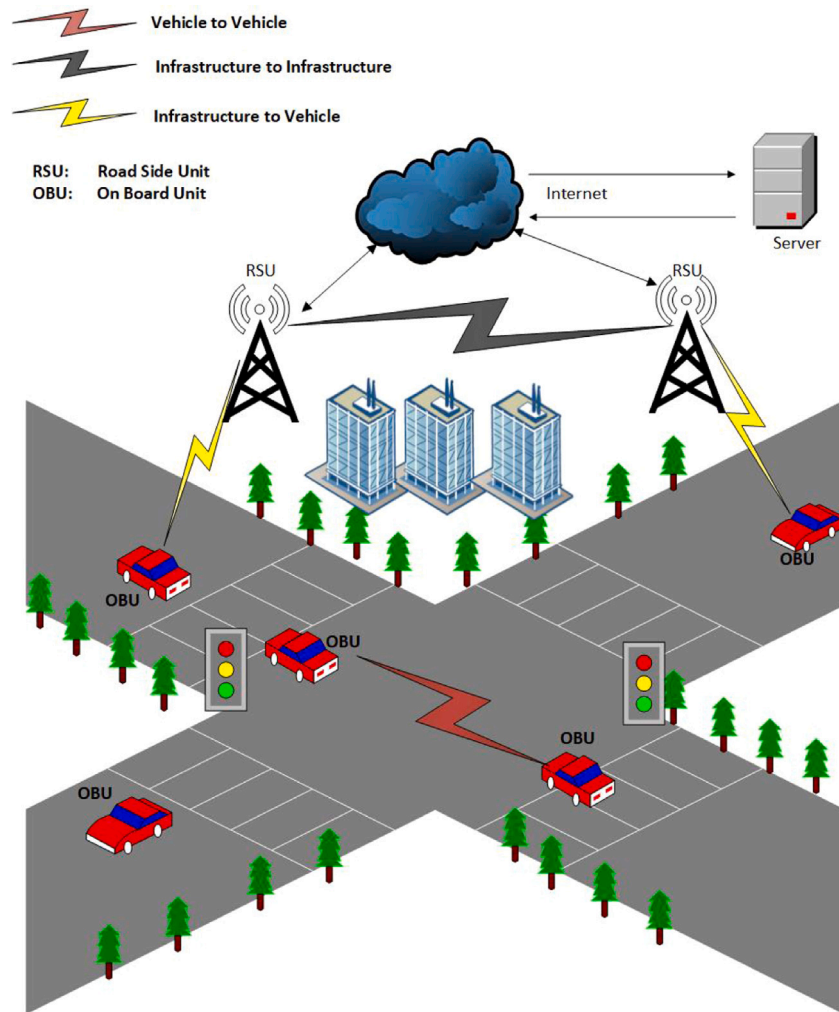 Vehicle to Vehicle
Infrastructure to Infrastructure
Infrastructure to Vehicle
RSU: Road Side Unit
OBU: On Board Unit
Internet
Server
RSU
RSU
OBU
OBU
OBU
OBU
OBU